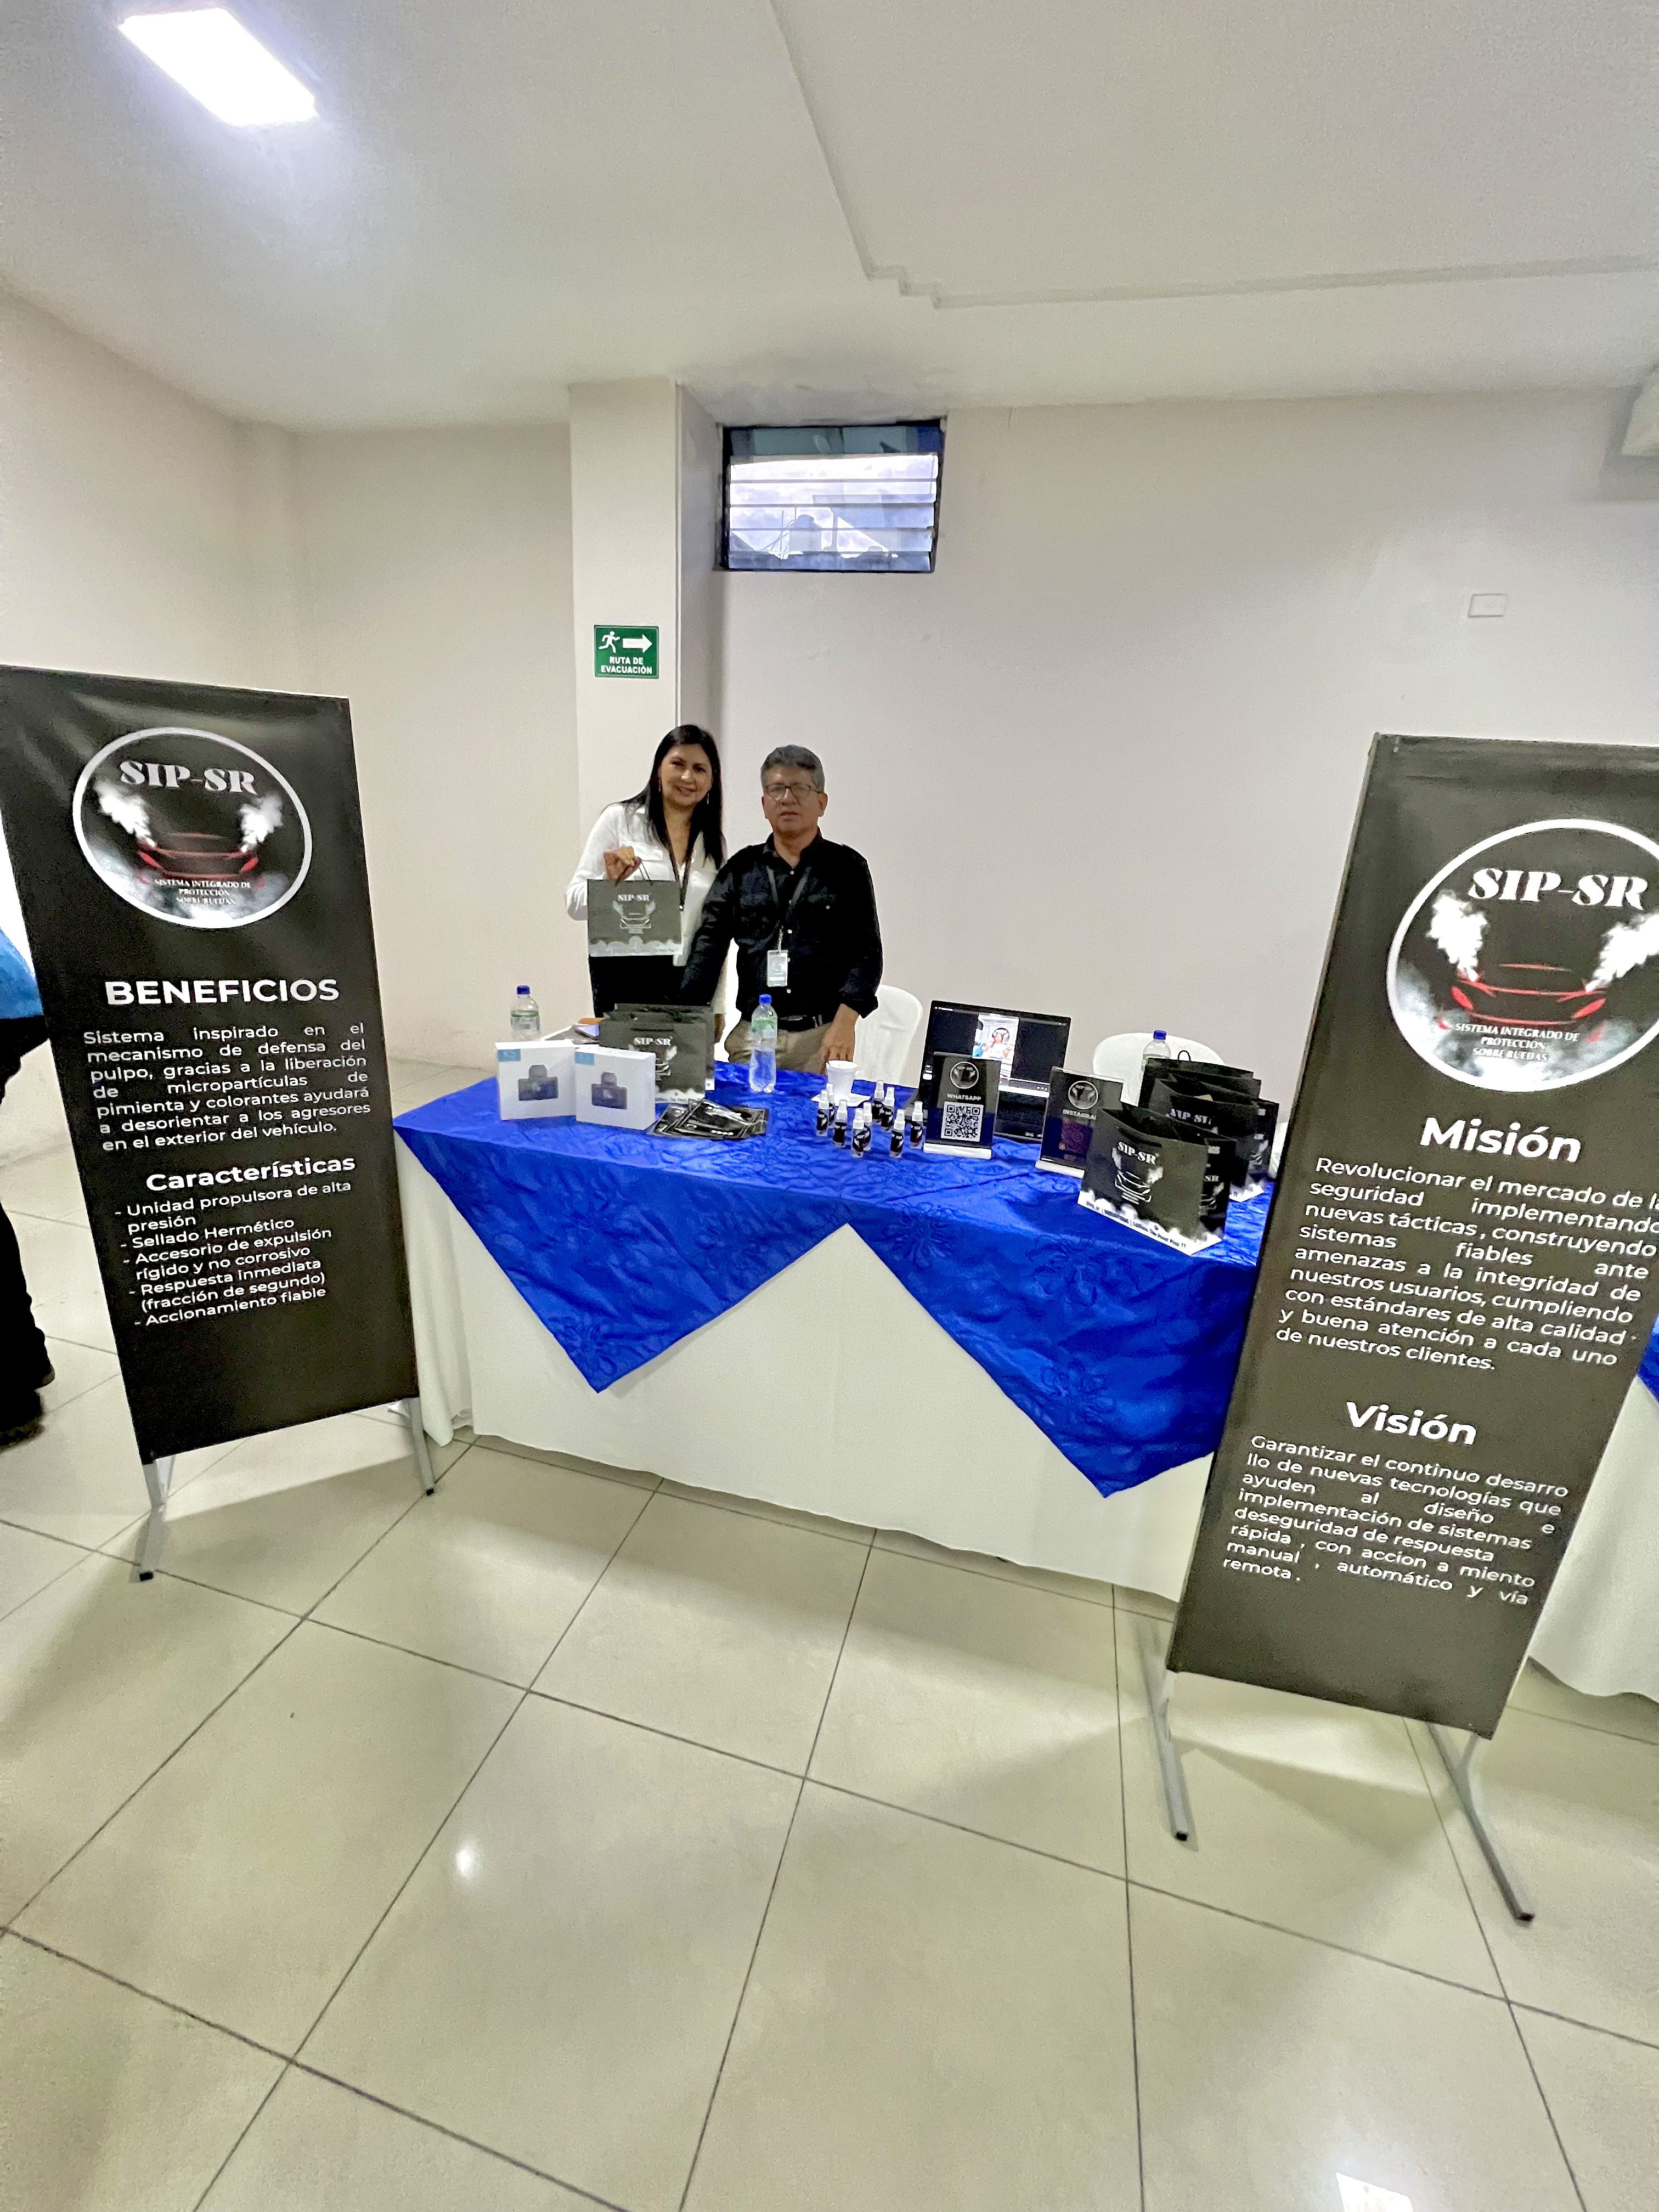 RUTA DE
EVACUACIÓN
SIP-SR
SISTEMA INTEGRADO DE
PROTECCIÓN
SOBRE RUEDAS
BENEFICIOS
Sistema inspirado en el
mecanismo de defensa del
pulpo, gracias a la liberación
de micropartículas de
pimienta y colorantes ayudará
a desorientar a los agresores
en el exterior del vehículo.
Características
- Unidad propulsora de alta
presión
- Sellado Hermético
- Accesorio de expulsión
rígido y no corrosivo
- Respuesta inmediata
(fracción de segundo)
- Accionamiento fiable
SIP-SR
SIP-SR
WHATSAPP
INSTAGRAM
SIP-SR
SIP-SR
SISTEMA INTEGRADO DE
PROTECCIÓN
SOBRE RUEDAS
Misión
Revolucionar el mercado de la
seguridad implementando
nuevas tácticas, construyendo
sistemas fiables ante
amenazas a la integridad de
nuestros usuarios, cumpliendo
con estándares de alta calidad
y buena atención a cada uno
de nuestros clientes.
Visión
Garantizar el continuo desarro
llo de nuevas tecnologías que
ayuden al diseño e
implementación de sistemas
deseguridad de respuesta
rápida , con accion a miento
manual , automático y vía
remota .